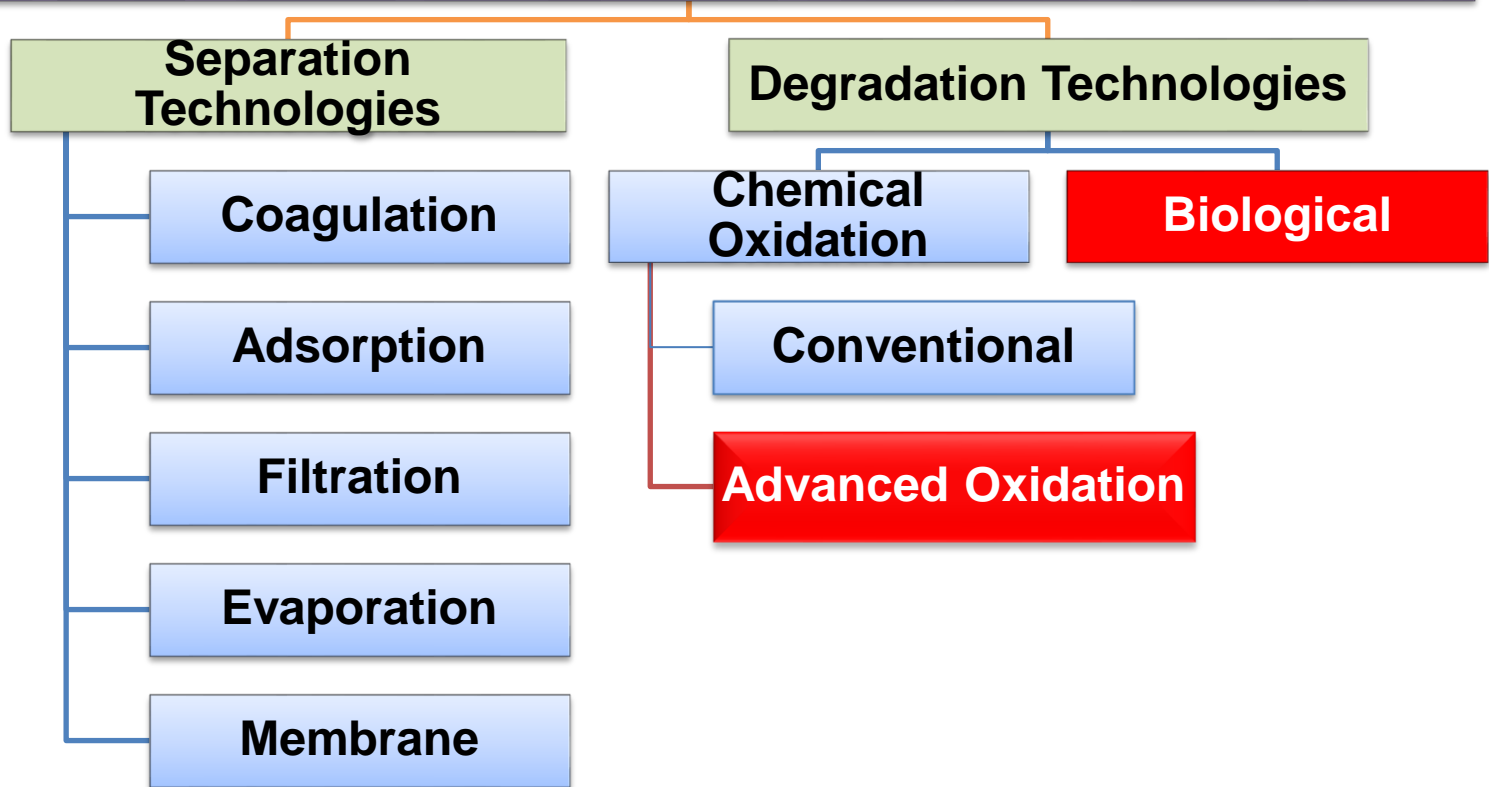 Separation
Technologies
Degradation Technologies
Coagulation
Adsorption
Filtration
Evaporation
Membrane
Chemical
Oxidation
Biological
Conventional
Advanced Oxidation